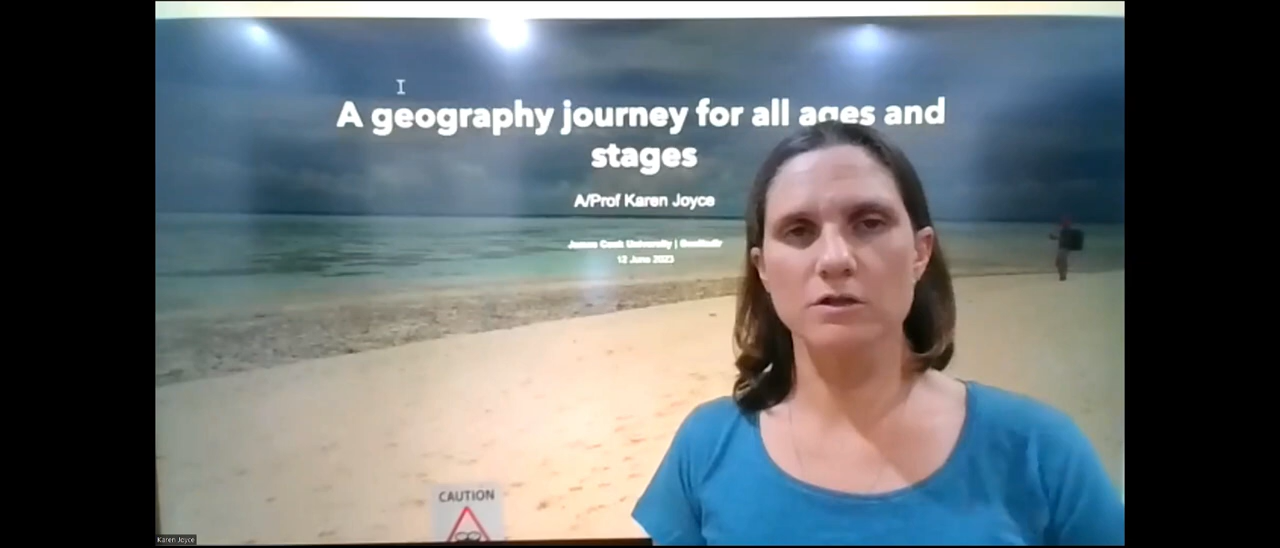 A geography journey for all ages and
stages
A/Prof Karen Joyce
James Cook University | GeoNadir
12 June 2023
CAUTION
Karen Joyce